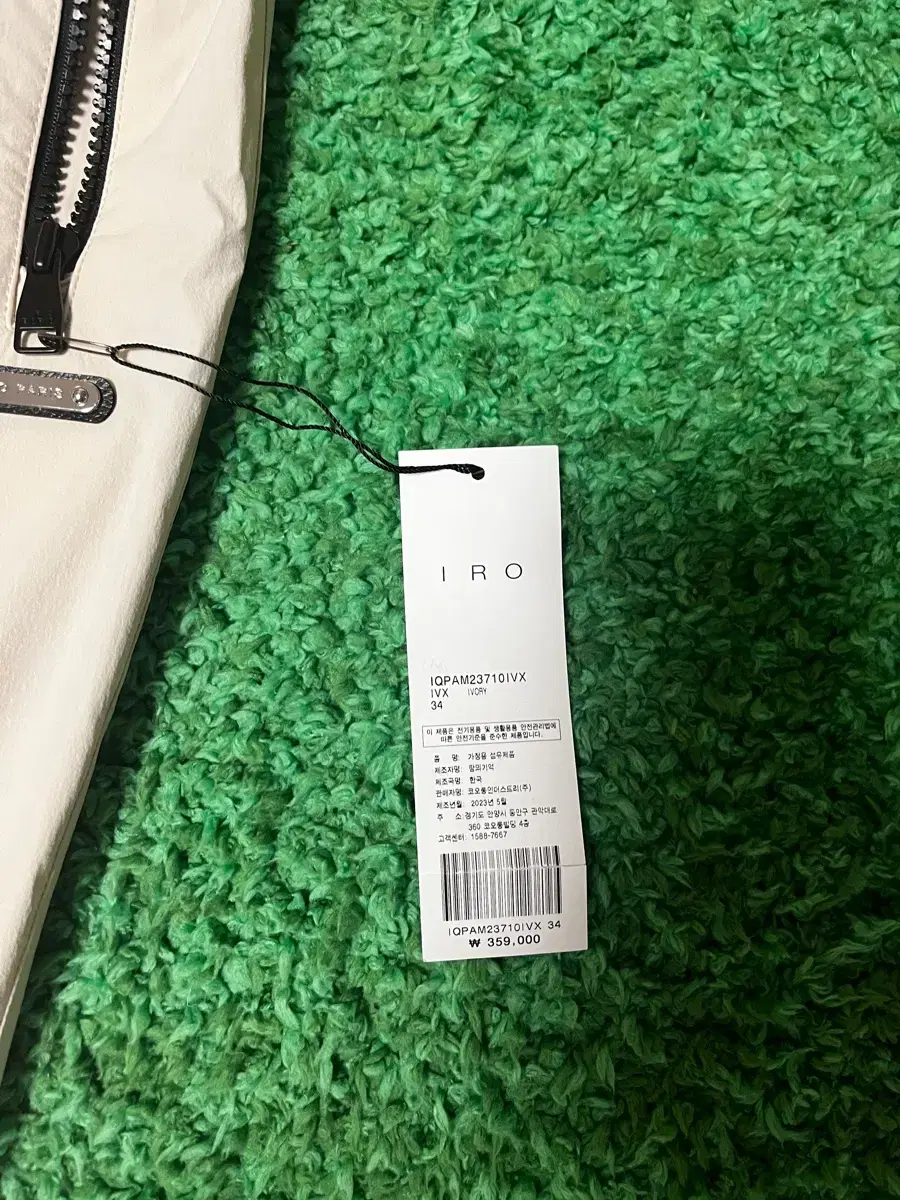 PARIS
IRO
IQPAM23710IVX
IVX IVORY
34
이 제품은 전기용품 및 생활용품 안전관리법에
따른 안전기준을 준수한 제품입니다.
품 명: 가정용 섬유제품
제조자명: 땀의기억
제조국명: 한국
판매자명: 코오롱인더스트리(주)
제조년월: 2023년 5월
주 소:경기도 안양시 동안구 관악대로
360 코오롱빌딩 4층
고객센터: 1588-7667
IQPAM23710IVX 34
₩ 359,000